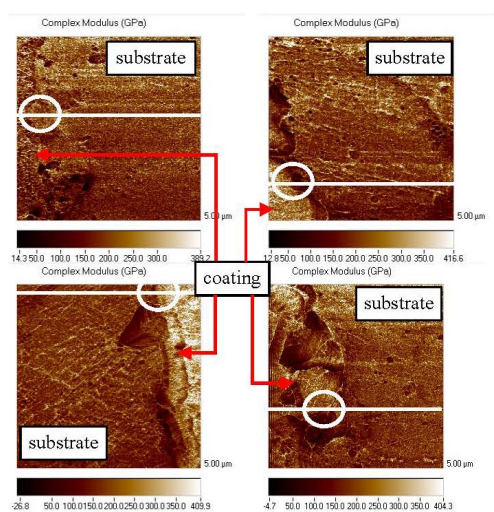 Complex Modulus (GPa)
substrate
5.00 µm
14.3 50.0 100.0 150.0 200.0 250.0 300.0 389.2
Complex Modulus (GPa)
substrate
5.00 µm
12.8 50.0 100.0 150.0 200.0 250.0 300.0 350.0 416.6
coating
Complex Modulus (GPa)
substrate
5.00 µm
-26.8 50.0 100.0 150.0 200.0 250.0 300.0 350.0 409.9
Complex Modulus (GPa)
substrate
5.00 µm
-4.7 50.0 100.0 150.0 200.0 250.0 300.0 350.0 404.3